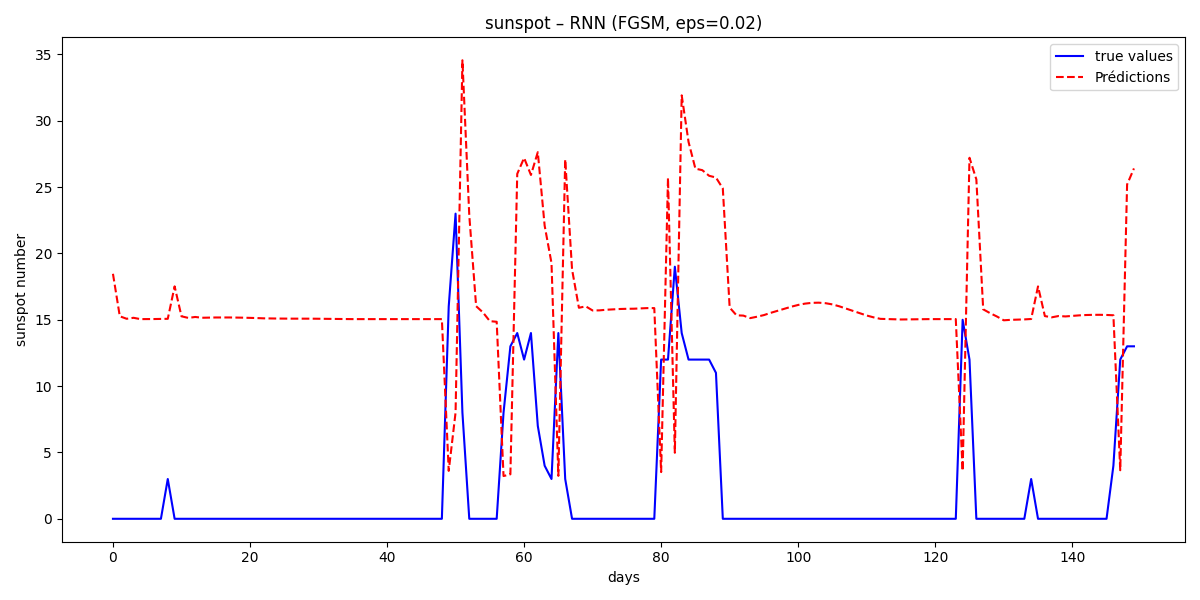 sunspot – RNN (FGSM, eps=0.02)
true values
Prédictions
sunspot number
35
30
25
20
15
10
5
0
0 20 40 60 80 100 120 140
days